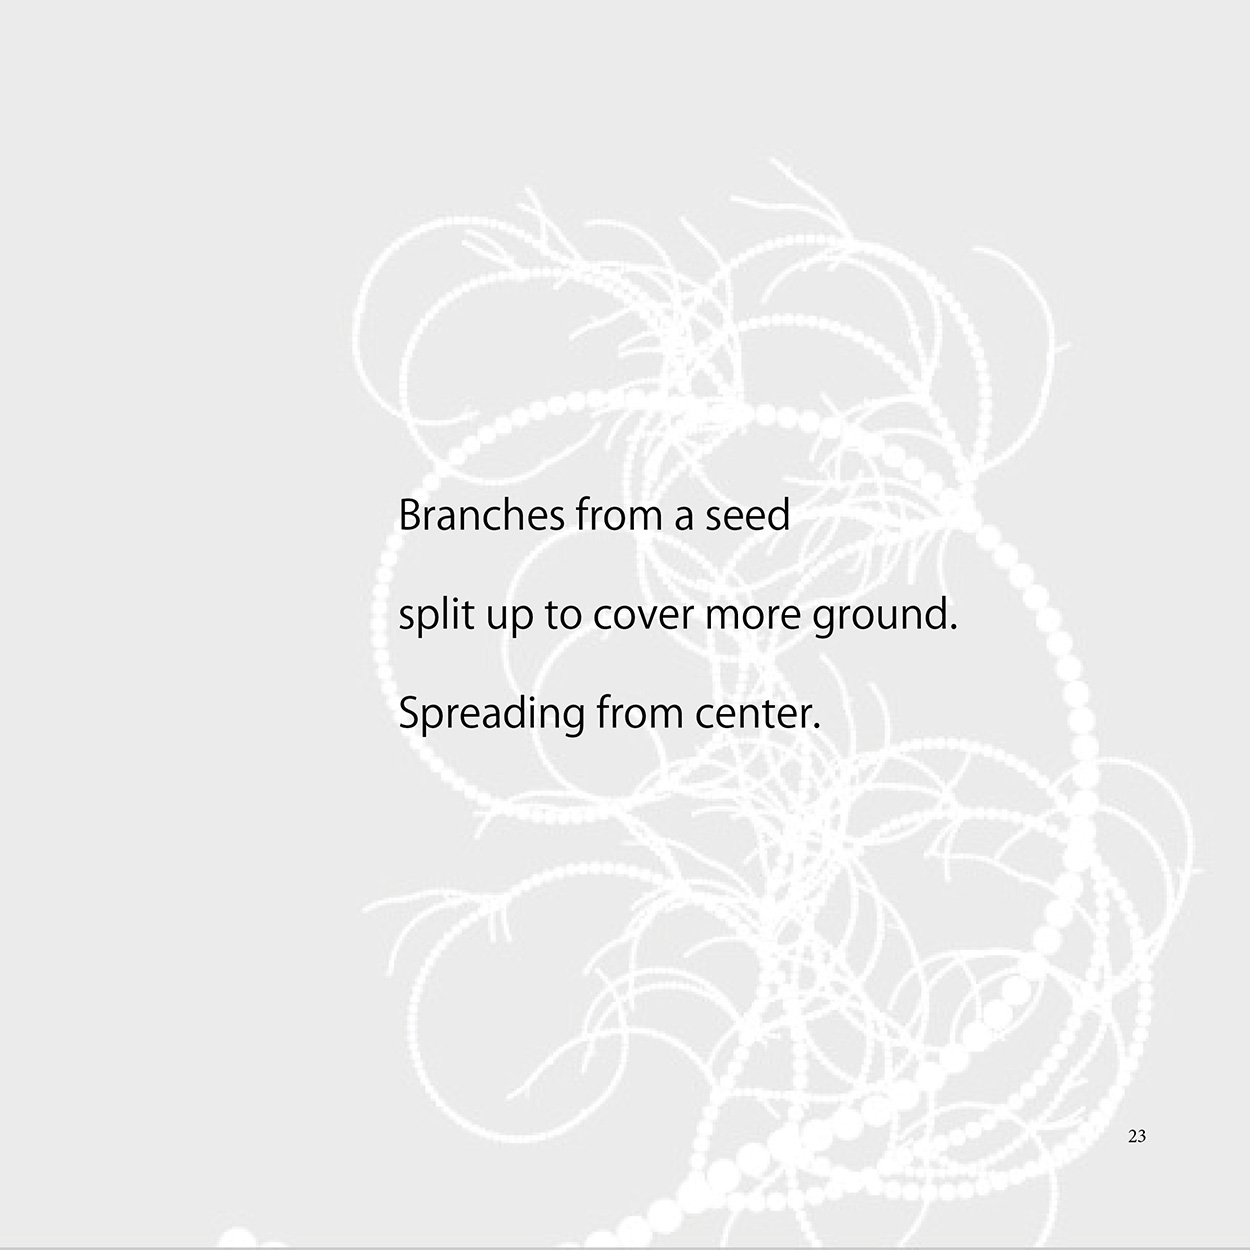 Branches from a seed
split up to cover more ground.
Spreading from center.
23